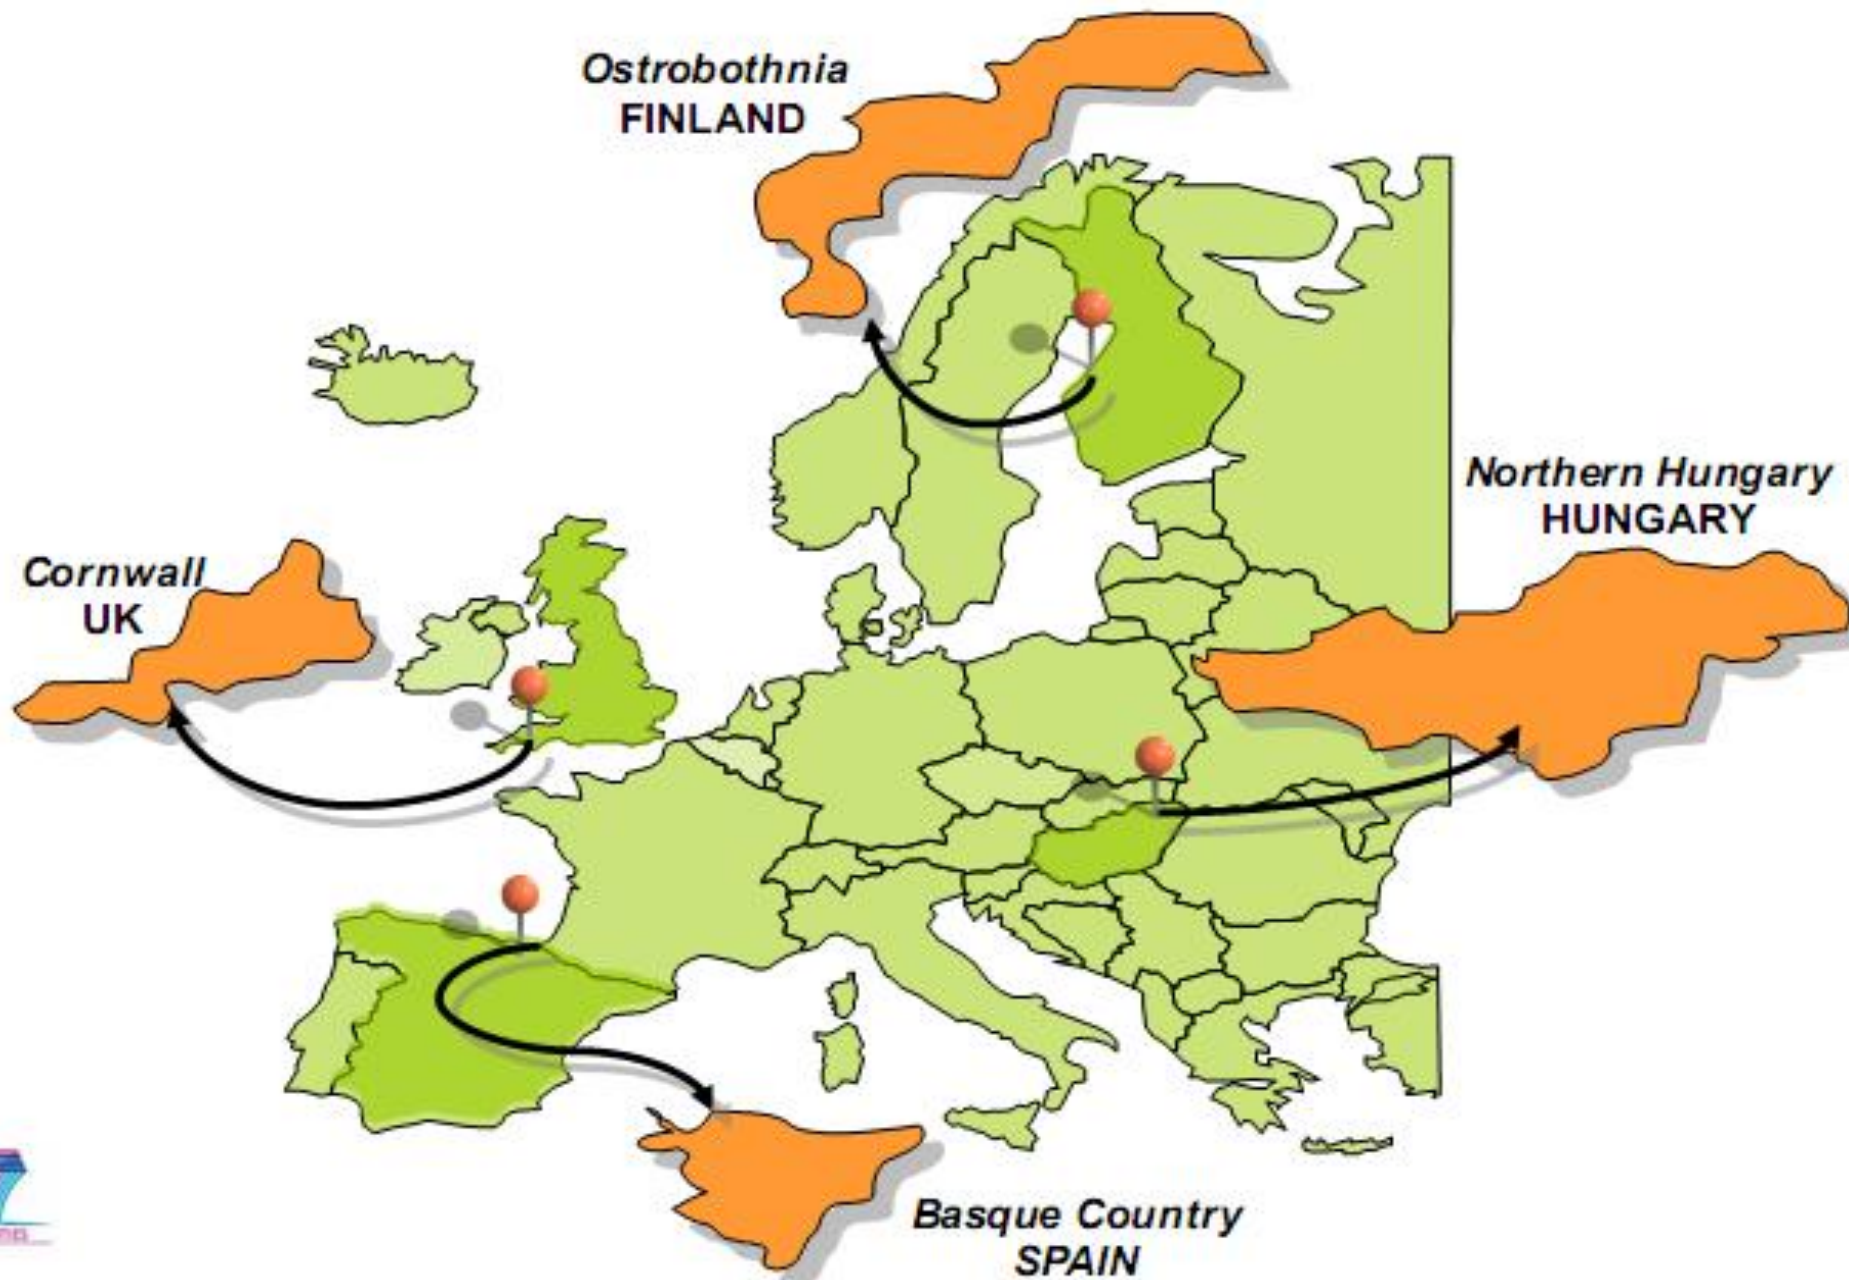 Ostrobothnia
FINLAND
Northern Hungary
HUNGARY
Cornwall
UK
Basque Country
SPAIN